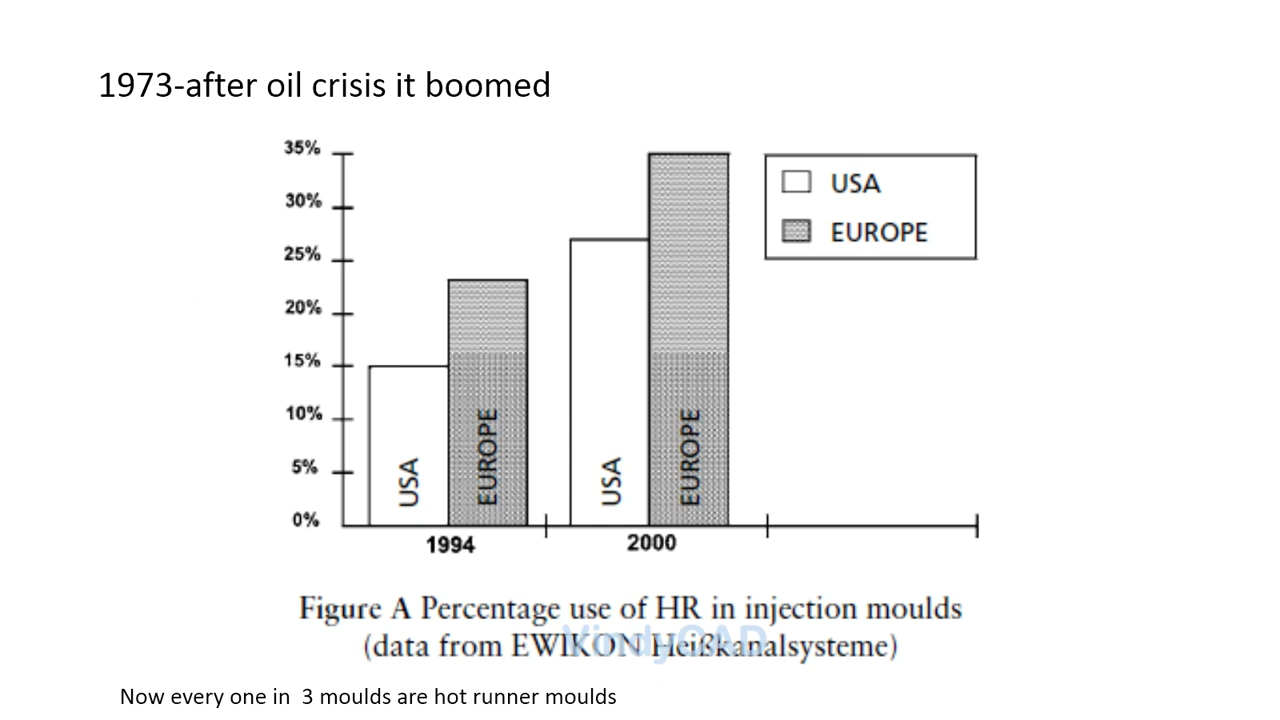 1973-after oil crisis it boomed
35%
30%
25%
20%
15%
10%
5%
0%
USA
EUROPE
USA
EUROPE
1994
2000
USA
EUROPE
Figure A Percentage use of HR in injection moulds
(data from EWIKON Heißkanalsysteme)
VindyCAD
Now every one in  3 moulds are hot runner moulds